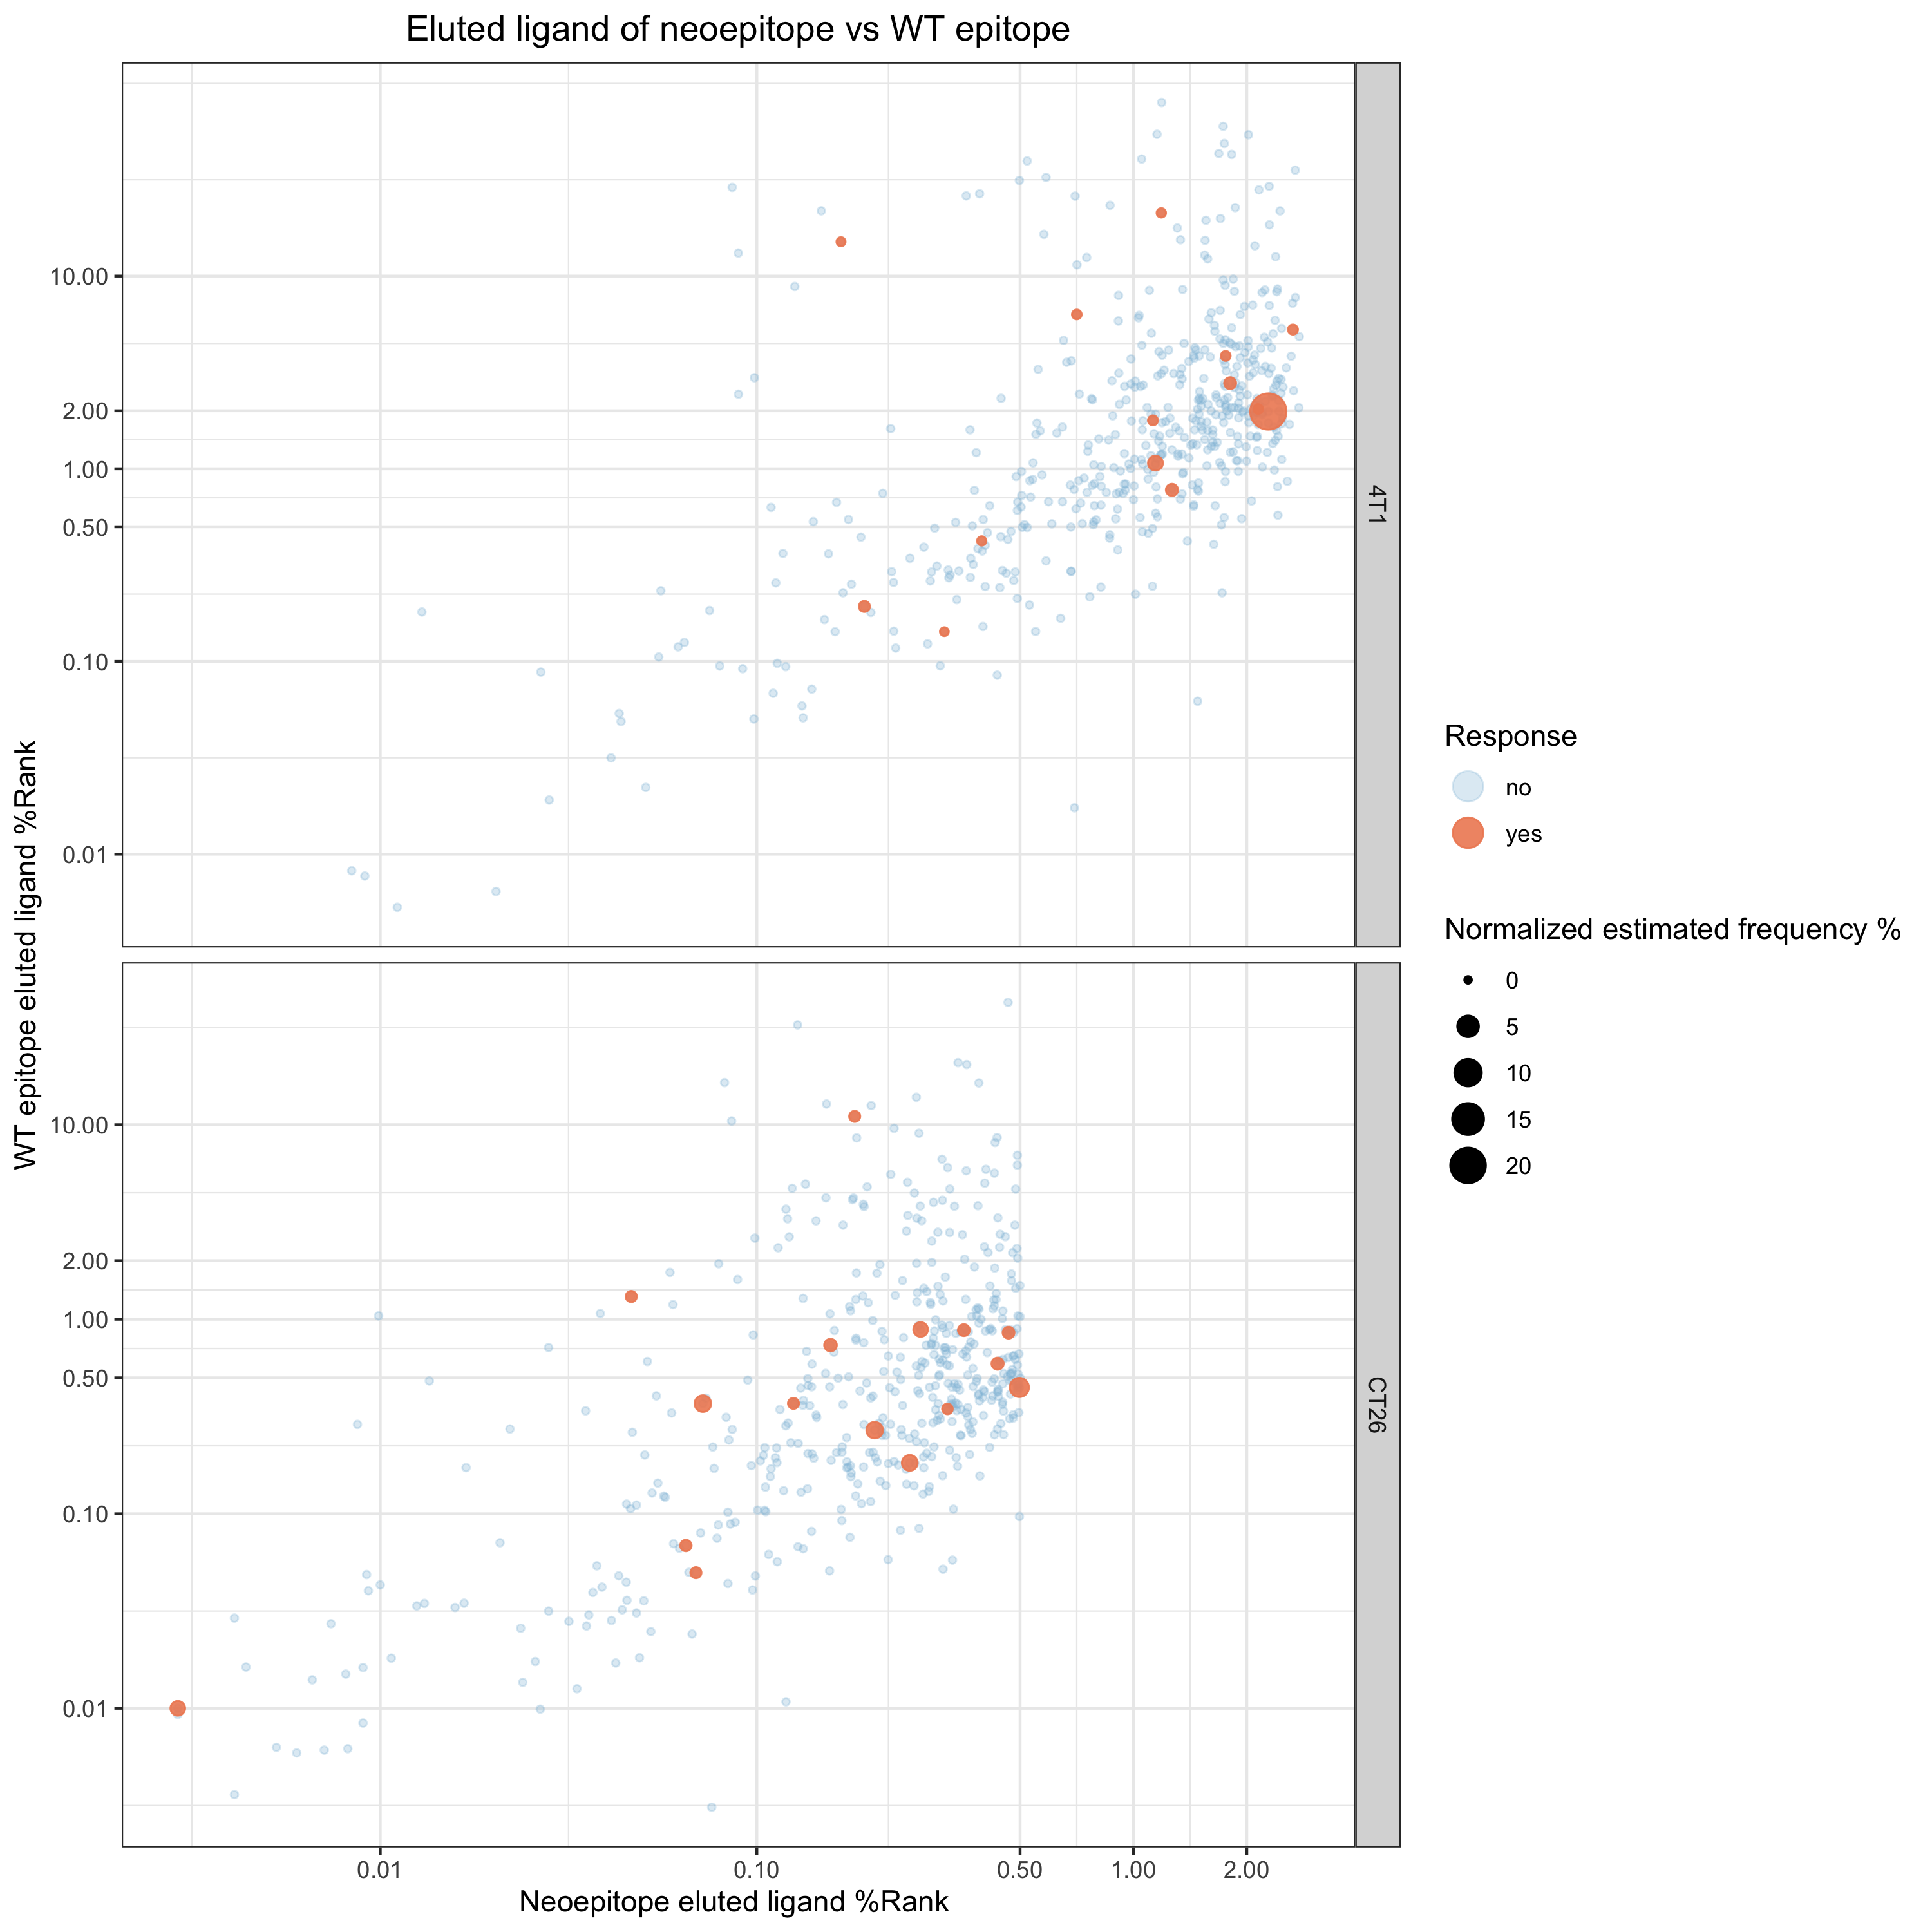 Eluted ligand of neoepitope vs WT epitope
WT epitope eluted ligand %Rank
10.00
2.00
1.00
0.50
0.10
0.01
4T1
10.00
2.00
1.00
0.50
0.10
0.01
CT26
0.01
0.10
0.50
1.00
2.00
Neoepitope eluted ligand %Rank
Response
no
yes
Normalized estimated frequency %
0
5
10
15
20